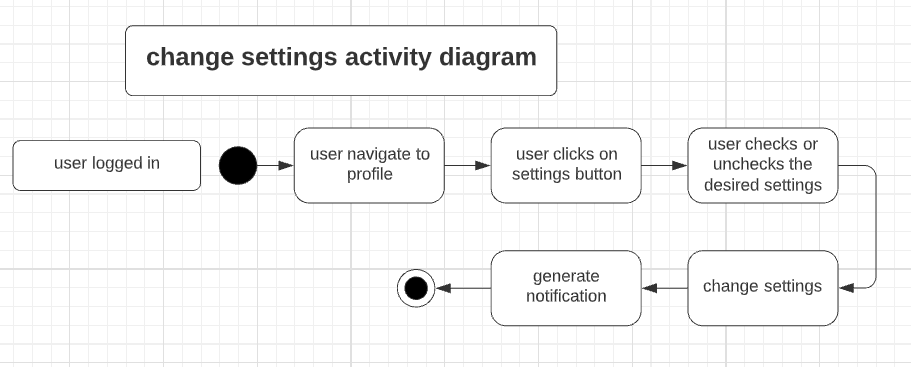 change settings activity diagram
user logged in
user navigate to
profile
user clicks on
settings button
user checks or
unchecks the
desired settings
change settings
generate
notification